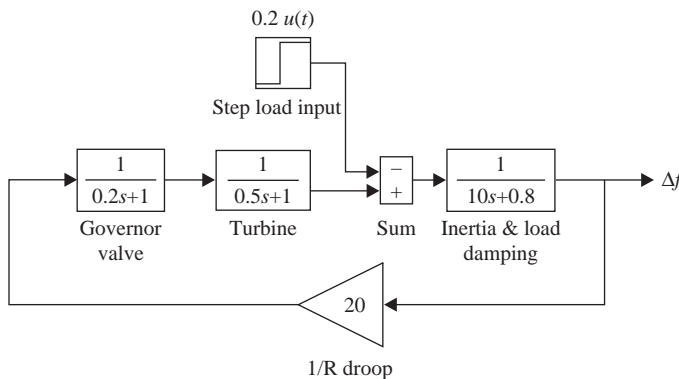 0.2 u(t)
Step load input
1
0.2s+1
Governor
valve
1
0.5s+1
Turbine
−
+
Sum
1
10s+0.8
Inertia & load
damping
Δf
20
1/R droop